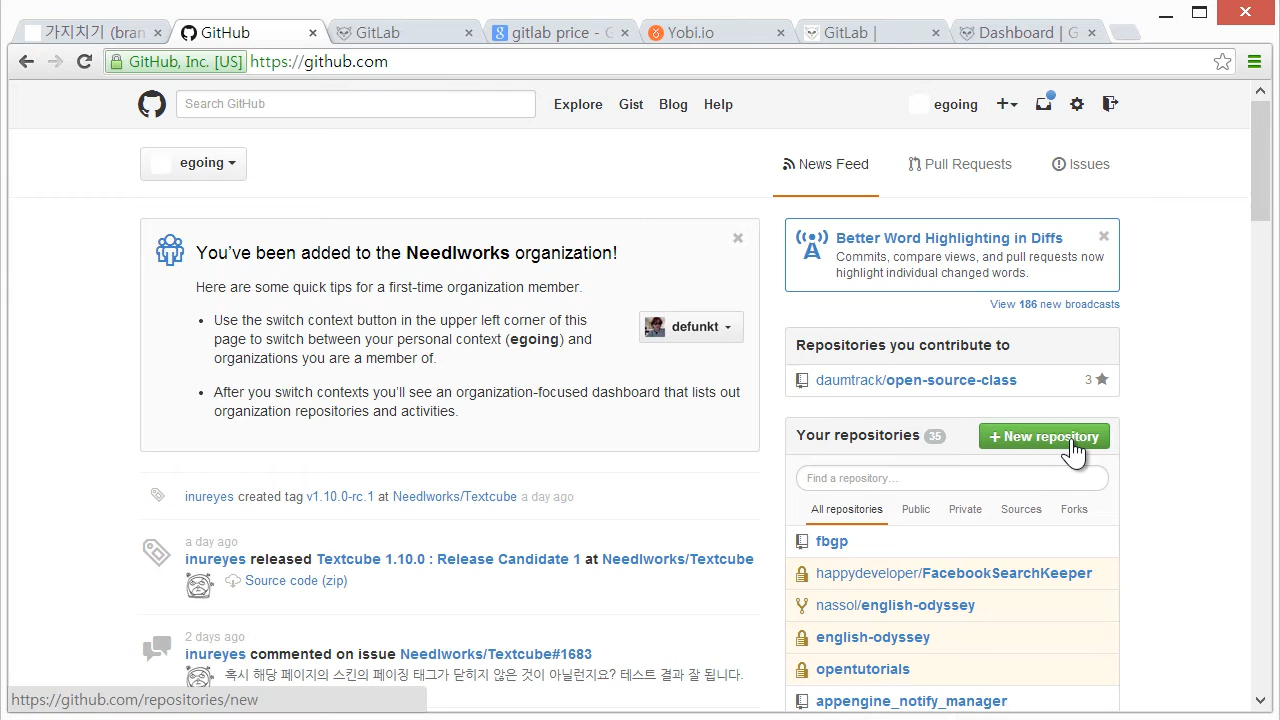 가지치기 (bran
GitHub
GitLab
gitlab price - G
Yobi.io
GitLab |
Dashboard | G
GitHub, Inc. [US] https://github.com
Search GitHub
Explore Gist Blog Help
egoing
egoing
News Feed
Pull Requests
Issues
You've been added to the Needlworks organization!
Here are some quick tips for a first-time organization member.
• Use the switch context button in the upper left corner of this
page to switch between your personal context (egoing) and
organizations you are a member of.
defunkt
• After you switch contexts you'll see an organization-focused dashboard that lists out
organization repositories and activities.
inureyes created tag v1.10.0-rc.1 at Needlworks/Textcube a day ago
a day ago
inureyes released Textcube 1.10.0 : Release Candidate 1 at Needlworks/Textcube
Source code (zip)
2 days ago
inureyes commented on issue Needlworks/Textcube#1683
혹시 해당 페이지의 스킨의 페이징 태그가 닫히지 않은 것이 아닐런지요? 테스트 결과 잘 됩니다.
Better Word Highlighting in Diffs
Commits, compare views, and pull requests now
highlight individual changed words.
View 186 new broadcasts
Repositories you contribute to
daumtrack/open-source-class 3
Your repositories 35
+ New repository
Find a repository…
All repositories Public Private Sources Forks
fbgp
happydeveloper/FacebookSearchKeeper
nassol/english-odyssey
english-odyssey
opentutorials
appengine_notify_manager
https://github.com/repositories/new